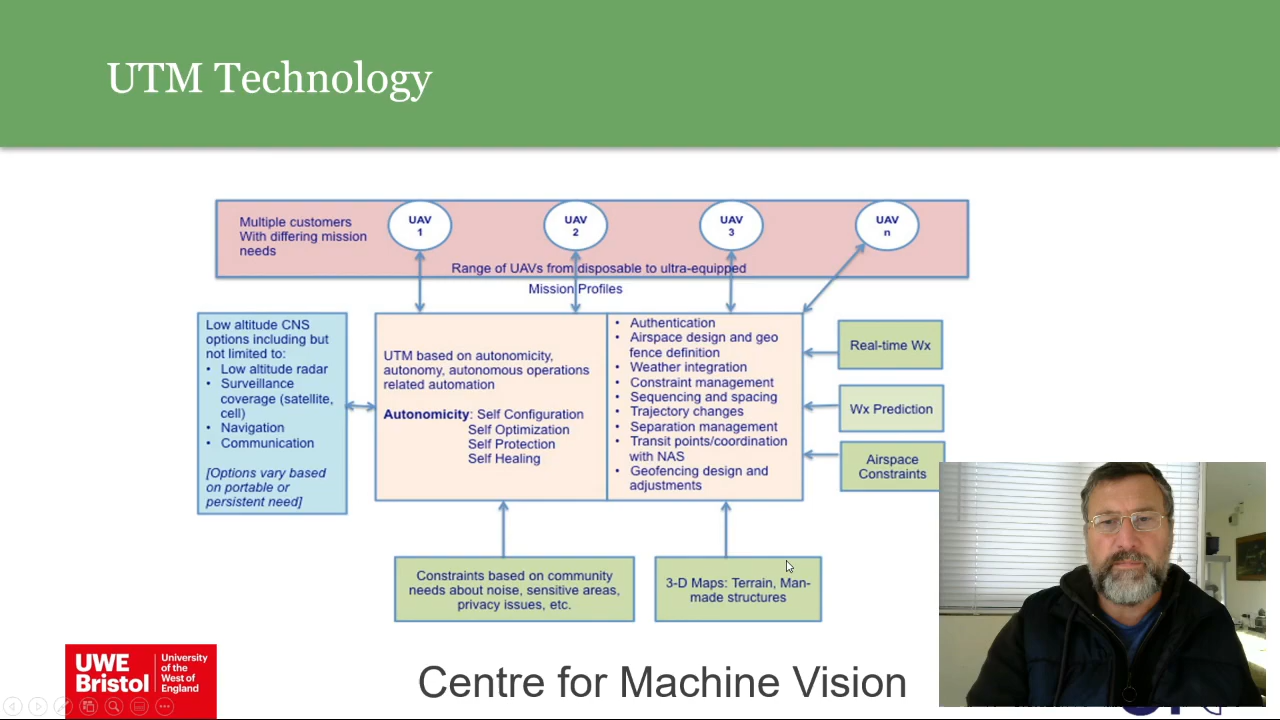 UTM Technology
Multiple customers
With differing mission
needs
UAV
1
UAV
2
UAV
3
UAV
n
Range of UAVs from disposable to ultra-equipped
Mission Profiles
Low altitude CNS
options including but
not limited to:
• Low altitude radar
• Surveillance
coverage (satellite,
cell)
• Navigation
• Communication
[Options vary based
on portable or
persistent need]
UTM based on autonomicity,
autonomy, autonomous operations
related automation
Autonomicity: Self Configuration
Self Optimization
Self Protection
Self Healing
• Authentication
• Airspace design and geo
fence definition
• Weather integration
• Constraint management
• Sequencing and spacing
• Trajectory changes
• Separation management
• Transit points/coordination
with NAS
• Geofencing design and
adjustments
Real-time Wx
Wx Prediction
Airspace
Constraints
Constraints based on community
needs about noise, sensitive areas,
privacy issues, etc.
3-D Maps: Terrain, Man-
made structures
UWE
Bristol
University
of the
West of
England
Centre for Machine Vision